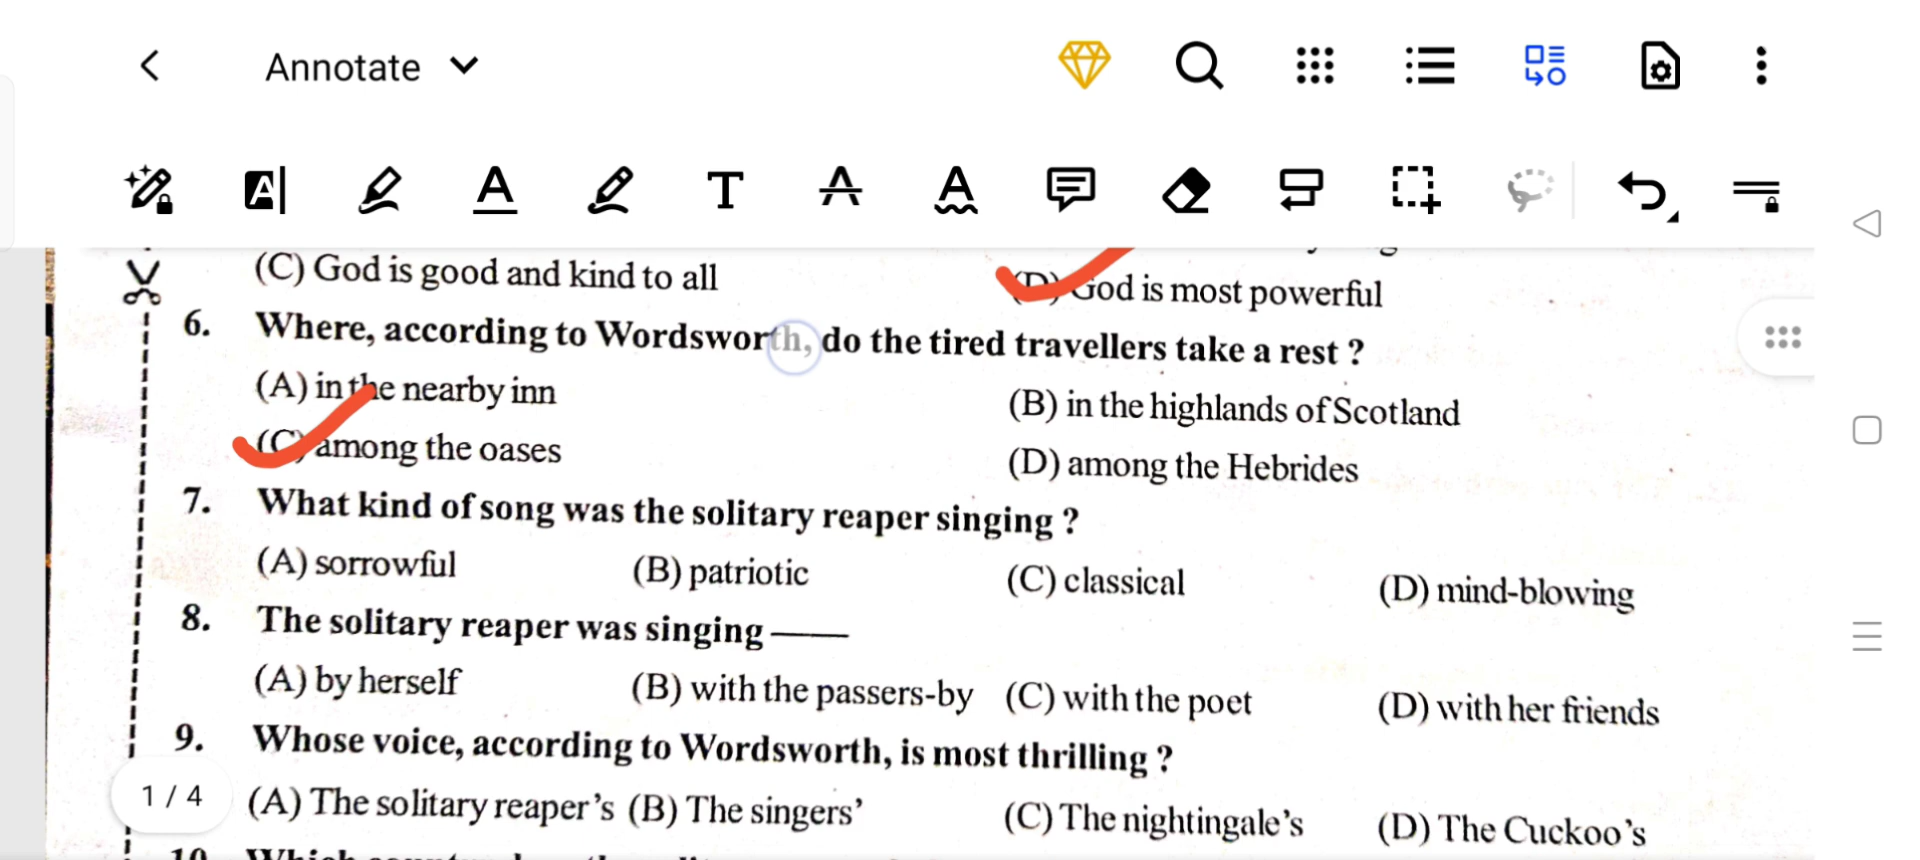 Annotate
(C) God is good and kind to all
(D) God is most powerful
6. Where, according to Wordsworth, do the tired travellers take a rest ?
(A) in the nearby inn
(B) in the highlands of Scotland
(C) among the oases
(D) among the Hebrides
7. What kind of song was the solitary reaper singing ?
(A) sorrowful (B) patriotic (C) classical (D) mind-blowing
8. The solitary reaper was singing ——
(A) by herself (B) with the passers-by (C) with the poet (D) with her friends
9. Whose voice, according to Wordsworth, is most thrilling ?
1 / 4
(A) The solitary reaper's (B) The singers' (C) The nightingale's (D) The Cuckoo's
10. Which